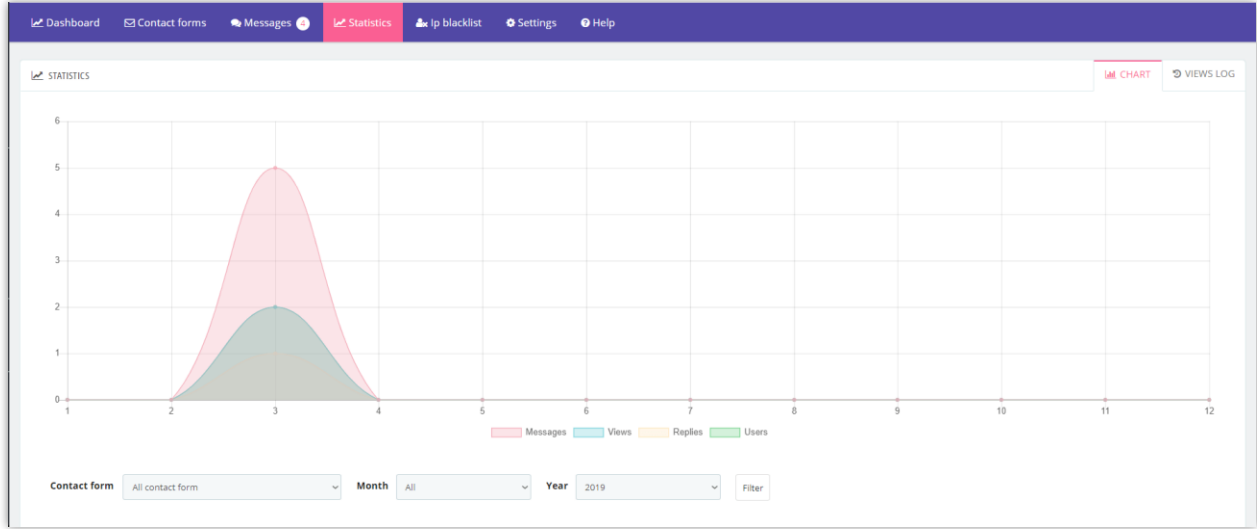 Dashboard Contact forms Messages 4 Statistics Ip blacklist Settings Help
STATISTICS CHART VIEWS LOG
6
5
4
3
2
1
0
1 2 3 4 5 6 7 8 9 10 11 12
Messages Views Replies Users
Contact form All contact form Month All Year 2019 Filter